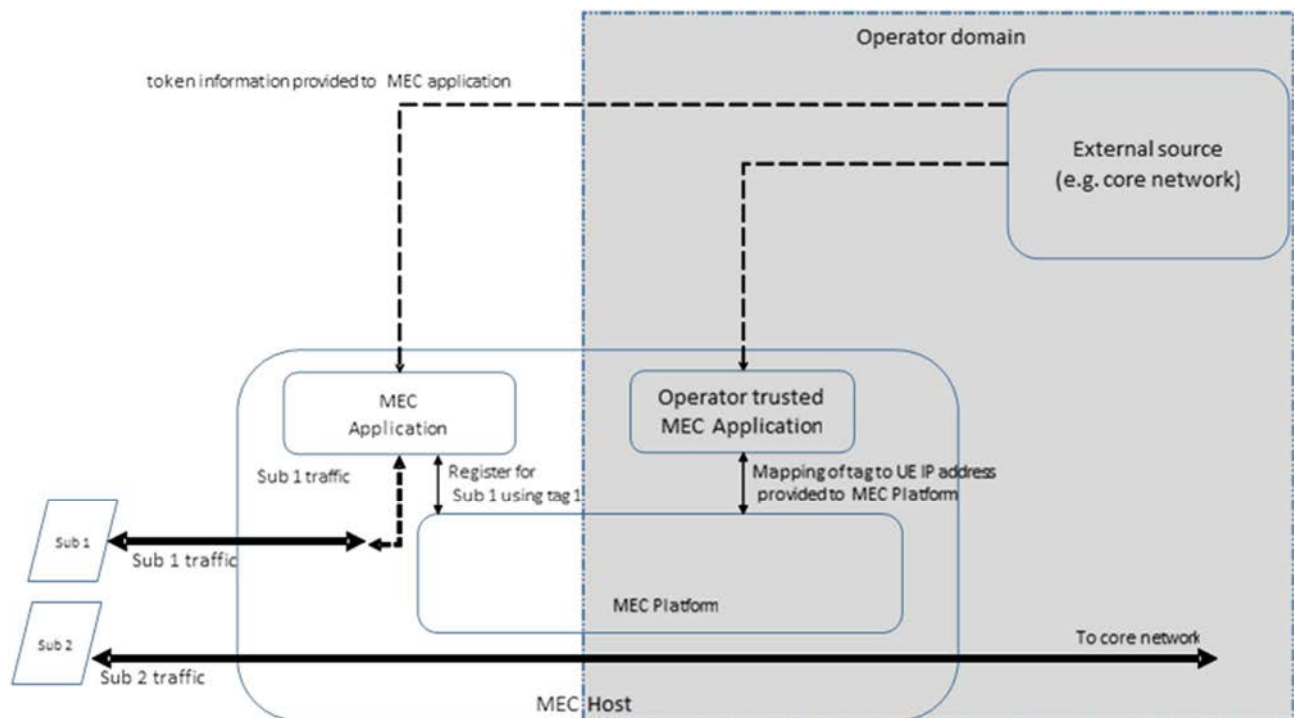 Operator domain
token information provided to MEC application
External source
(e.g. core network)
MEC
Application
Operator trusted
MEC Application
Sub 1 traffic
Register for
Sub 1 using tag 1
Mapping of tag to UE IP address
provided to MEC Platform
Sub 1
Sub 1 traffic
MEC Platform
Sub 2
To core network
Sub 2 traffic
MEC Host